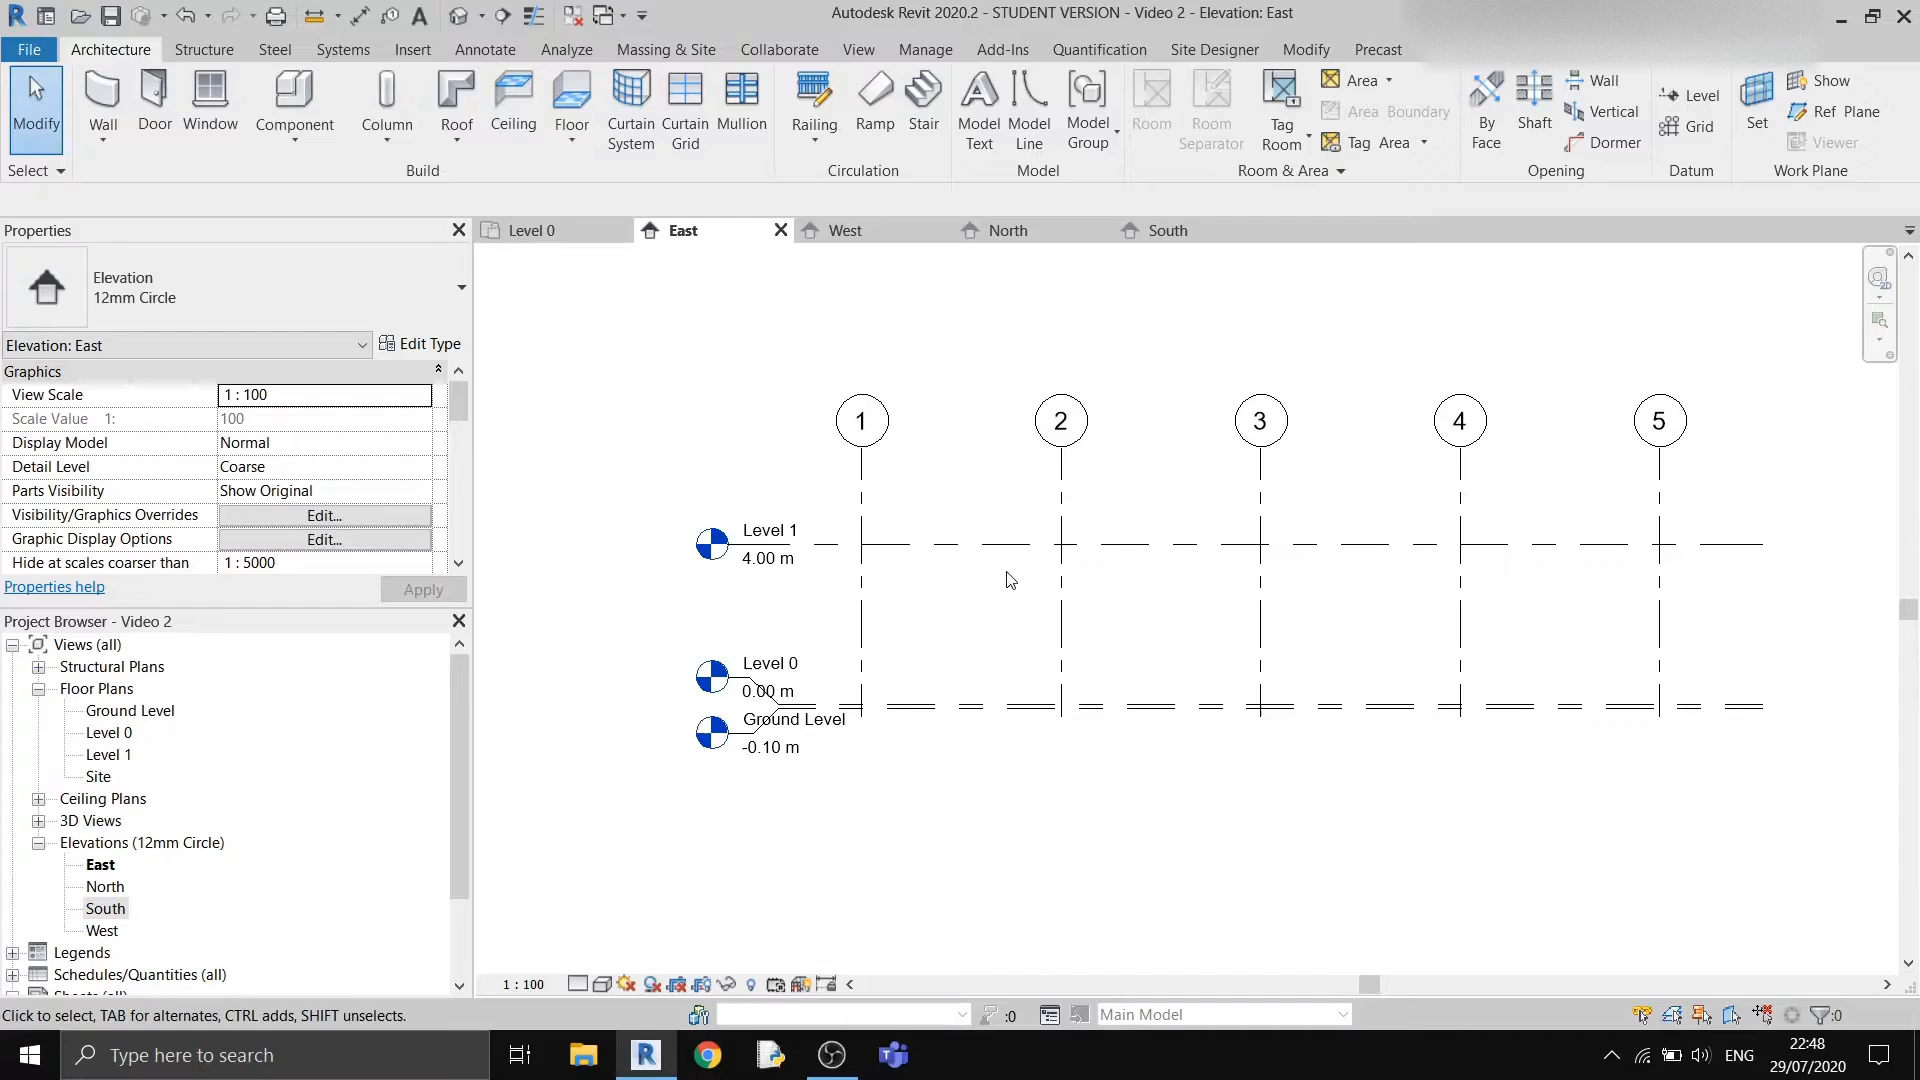 Autodesk Revit 2020.2 - STUDENT VERSION - Video 2 - Elevation: East
File Architecture Structure Steel Systems Insert Annotate Analyze Massing & Site Collaborate View Manage Add-Ins Quantification Site Designer Modify Precast
Modify
Wall
Door
Window
Component
Column
Roof
Ceiling
Floor
Curtain System
Curtain Grid
Mullion
Railing
Ramp
Stair
Model Text
Model Line
Model Group
Room
Room Separator
Tag Room
Area
Area Boundary
Tag Area
By Face
Shaft
Wall
Vertical
Dormer
Level
Grid
Set
Show
Ref Plane
Viewer
Select
Build
Circulation
Model
Room & Area
Opening
Datum
Work Plane
Properties
Elevation
12mm Circle
Elevation: East
Edit Type
Graphics
View Scale 1 : 100
Scale Value 1: 100
Display Model Normal
Detail Level Coarse
Parts Visibility Show Original
Visibility/Graphics Overrides Edit...
Graphic Display Options Edit...
Hide at scales coarser than 1 : 5000
Properties help
Apply
Project Browser - Video 2
Views (all)
Structural Plans
Floor Plans
Ground Level
Level 0
Level 1
Site
Ceiling Plans
3D Views
Elevations (12mm Circle)
East
North
South
West
Legends
Schedules/Quantities (all)
Level 0 East West North South
2D
1 2 3 4 5
Level 1
4.00 m
Level 0
0.00 m
Ground Level
-0.10 m
1 : 100
Click to select, TAB for alternates, CTRL adds, SHIFT unselects.
:0
Main Model
:0
Type here to search
ENG
22:48
29/07/2020